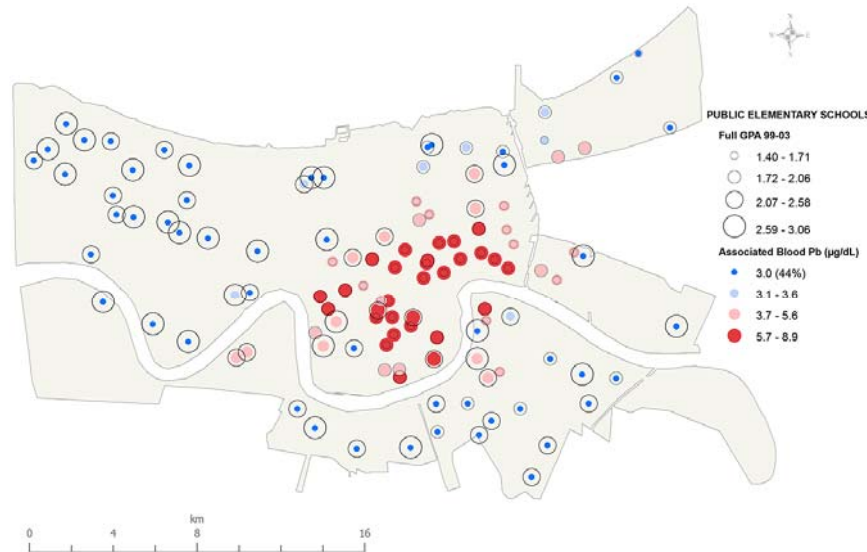 N
PUBLIC ELEMENTARY SCHOOLS
Full GPA 99-03
1.40 - 1.71
1.72 - 2.06
2.07 - 2.58
2.59 - 3.06
Associated Blood Pb (µg/dL)
3.0 (44%)
3.1 - 3.6
3.7 - 5.6
5.7 - 8.9
km
0 4 8 16